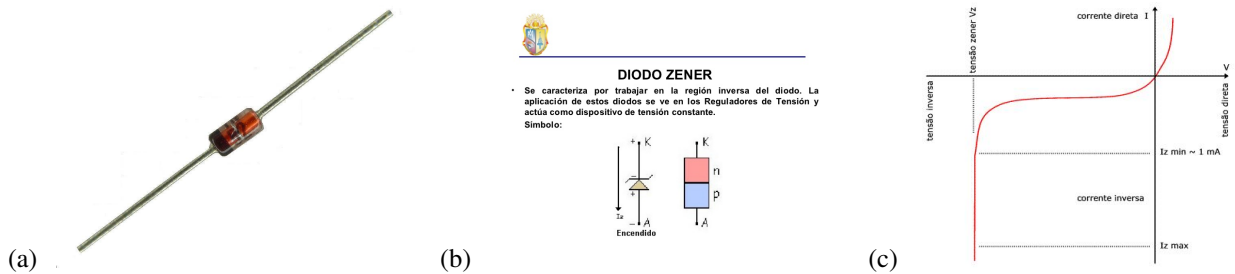 (a)
(b)
DIODO ZENER
• Se caracteriza por trabajar en la región inversa del diodo. La
aplicación de estos diodos se ve en los Reguladores de Tensión y
actúa como dispositivo de tensión constante.
Simbolo:
+ K
−
+
Iz
− A
Encendido
K
n
p
A
(c)
corrente direta I
tensão zener Vz
V
tensão inversa
tensão direta
Iz min ~ 1 mA
corrente inversa
Iz max